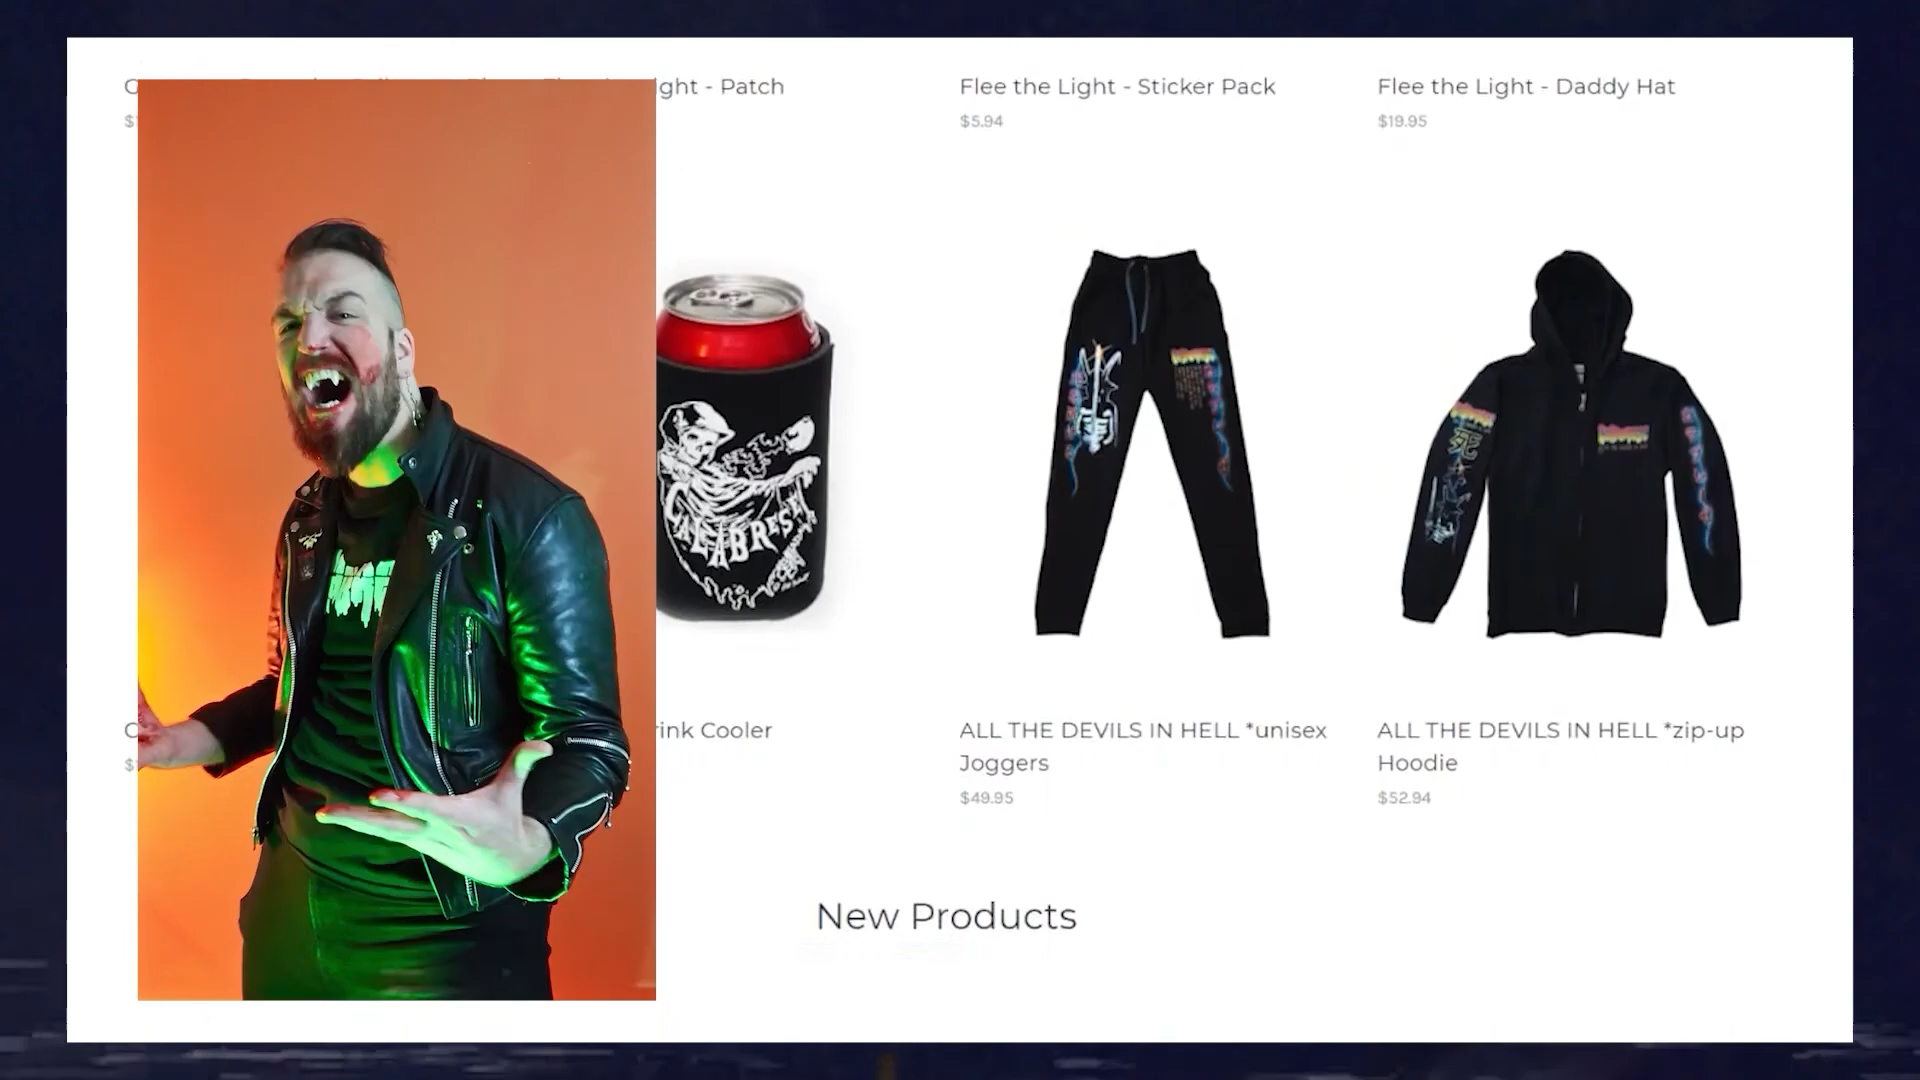 ght - Patch
Flee the Light - Sticker Pack
Flee the Light - Daddy Hat
$5.94
$19.95
CALABRESE
rink Cooler
ALL THE DEVILS IN HELL *unisex
Joggers
ALL THE DEVILS IN HELL *zip-up
Hoodie
$49.95
$52.94
New Products